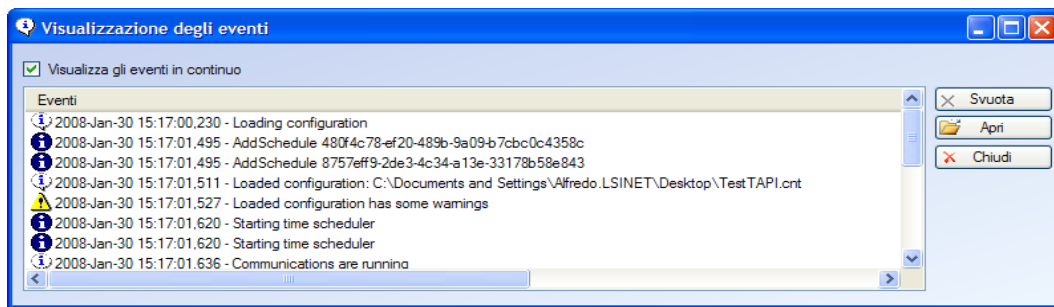 Visualizzazione degli eventi
Visualizza gli eventi in continuo
Eventi
2008-Jan-30 15:17:00,230 - Loading configuration
2008-Jan-30 15:17:01,495 - AddSchedule 480f4c78-ef20-489b-9a09-b7cbc0c4358c
2008-Jan-30 15:17:01,495 - AddSchedule 8757eff9-2de3-4c34-a13e-33178b58e843
2008-Jan-30 15:17:01,511 - Loaded configuration: C:\Documents and Settings\Alfredo.LSINET\Desktop\TestTAPI.cnt
2008-Jan-30 15:17:01,527 - Loaded configuration has some warnings
2008-Jan-30 15:17:01,620 - Starting time scheduler
2008-Jan-30 15:17:01,620 - Starting time scheduler
2008-Jan-30 15:17:01,636 - Communications are running
Svuota
Apri
Chiudi